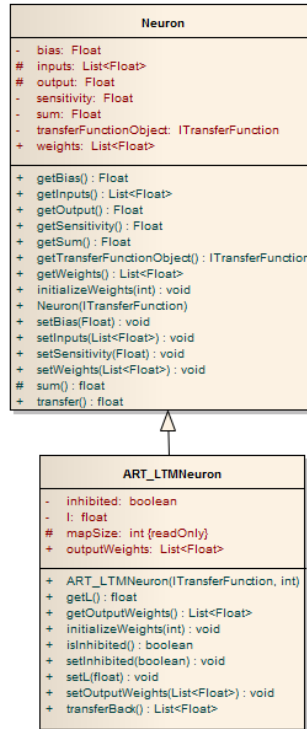 Neuron
- bias: Float
# inputs: List<Float>
# output: Float
- sensitivity: Float
- sum: Float
- transferFunctionObject: ITransferFunction
+ weights: List<Float>
+ getBias() : Float
+ getInputs() : List<Float>
+ getOutput() : Float
+ getSensitivity() : Float
+ getSum() : Float
+ getTransferFunctionObject() : ITransferFunction
+ getWeights() : List<Float>
+ initializeWeights(int) : void
+ Neuron(ITransferFunction)
+ setBias(Float) : void
+ setInputs(List<Float>) : void
+ setSensitivity(Float) : void
+ setWeights(List<Float>) : void
# sum() : float
+ transfer() : float
ART_LTMNeuron
- inhibited: boolean
- l: float
# mapSize: int {readOnly}
+ outputWeights: List<Float>
+ ART_LTMNeuron(ITransferFunction, int)
+ getL() : float
+ getOutputWeights() : List<Float>
+ initializeWeights(int) : void
+ isInhibited() : boolean
+ setInhibited(boolean) : void
+ setL(float) : void
+ setOutputWeights(List<Float>) : void
+ transferBack() : List<Float>